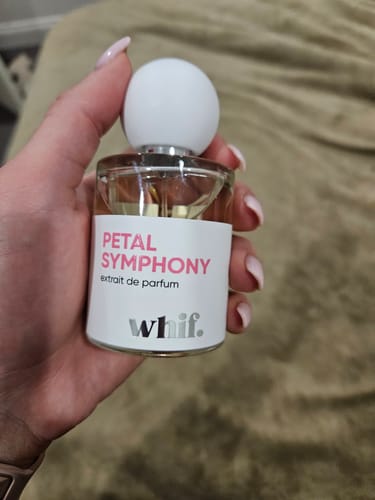 PETAL
SYMPHONY
extrait de parfum
whif.